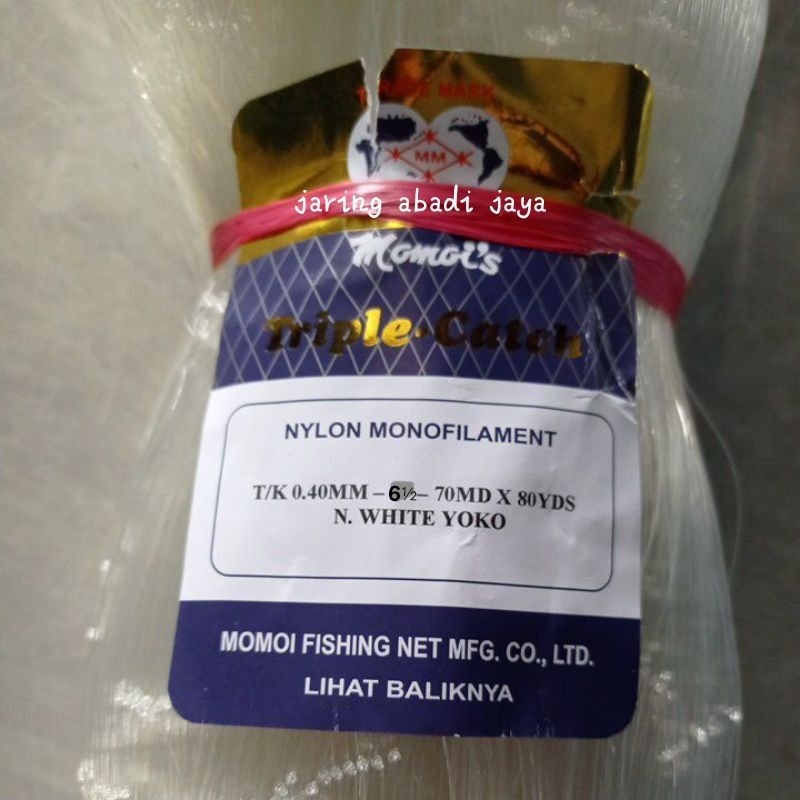 TRADE MARK
MM
jaring abadi jaya
Momoi's
Triple-Catch
NYLON MONOFILAMENT
T/K 0.40MM – 6½– 70MD X 80YDS
N. WHITE YOKO
MOMOI FISHING NET MFG. CO., LTD.
LIHAT BALIKNYA